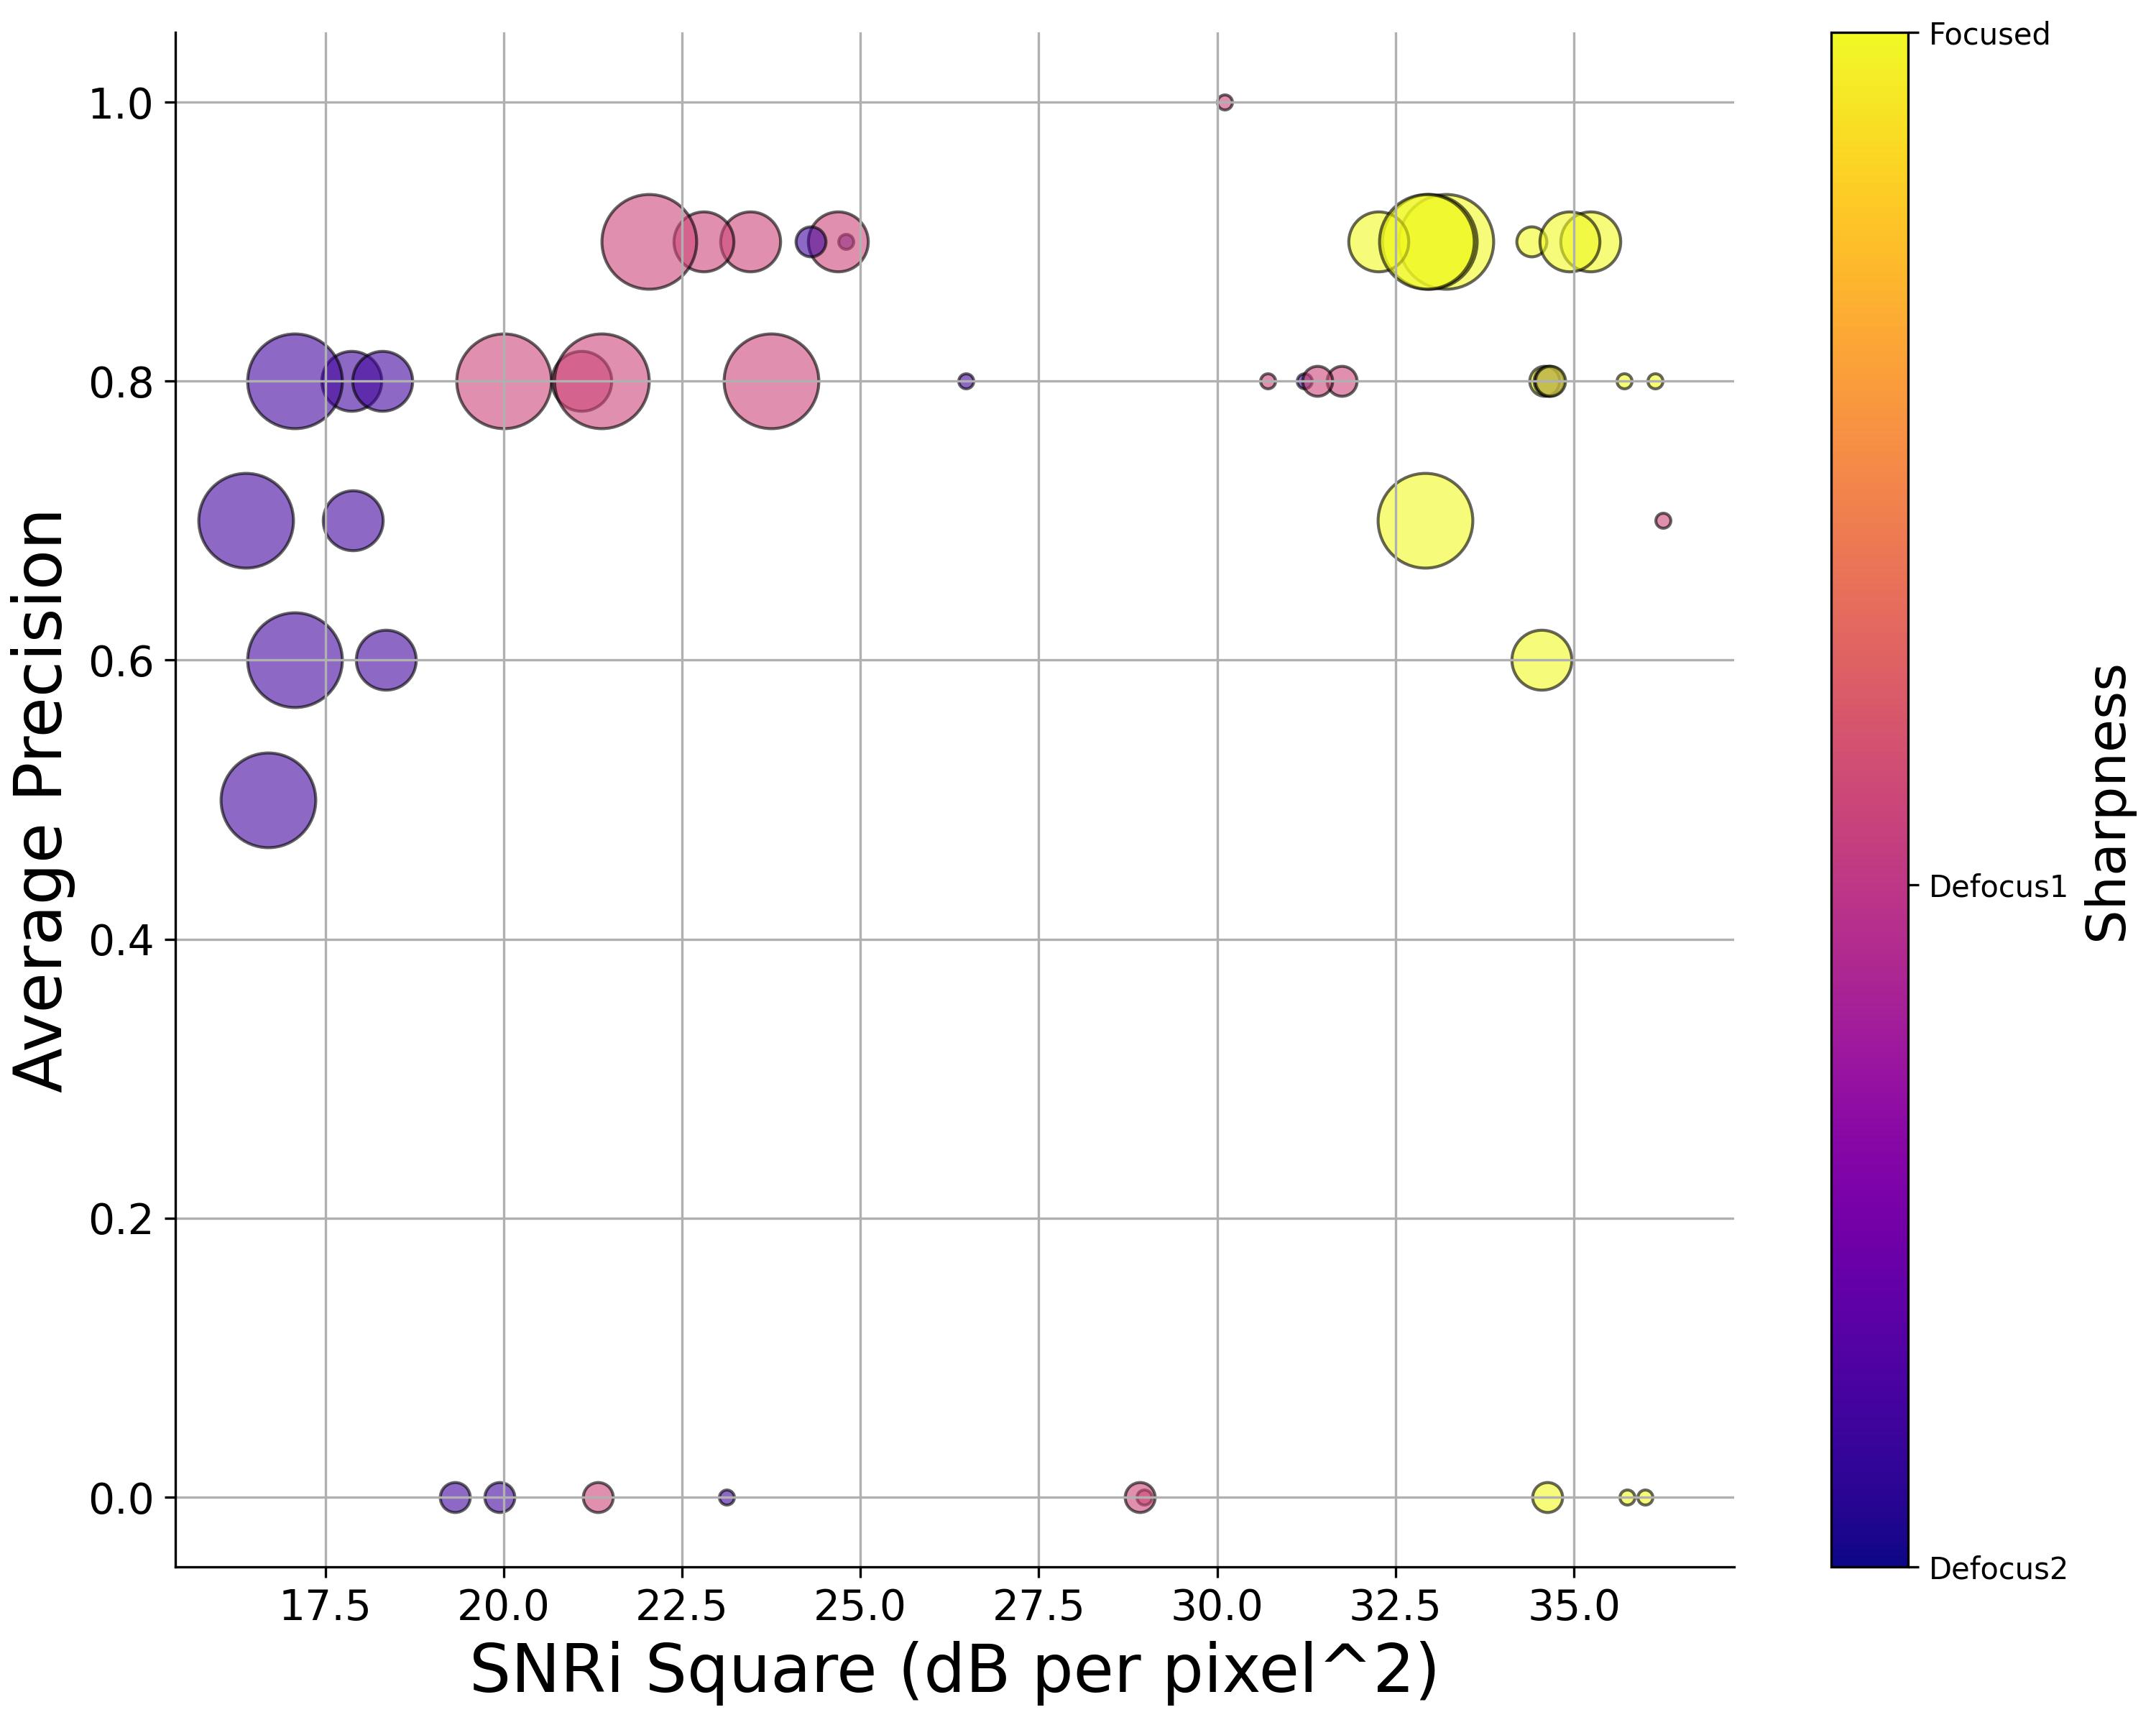 Average Precision
1.0
0.8
0.6
0.4
0.2
0.0
17.5 20.0 22.5 25.0 27.5 30.0 32.5 35.0
SNRi Square (dB per pixel^2)
Focused
Defocus1
Defocus2
Sharpness